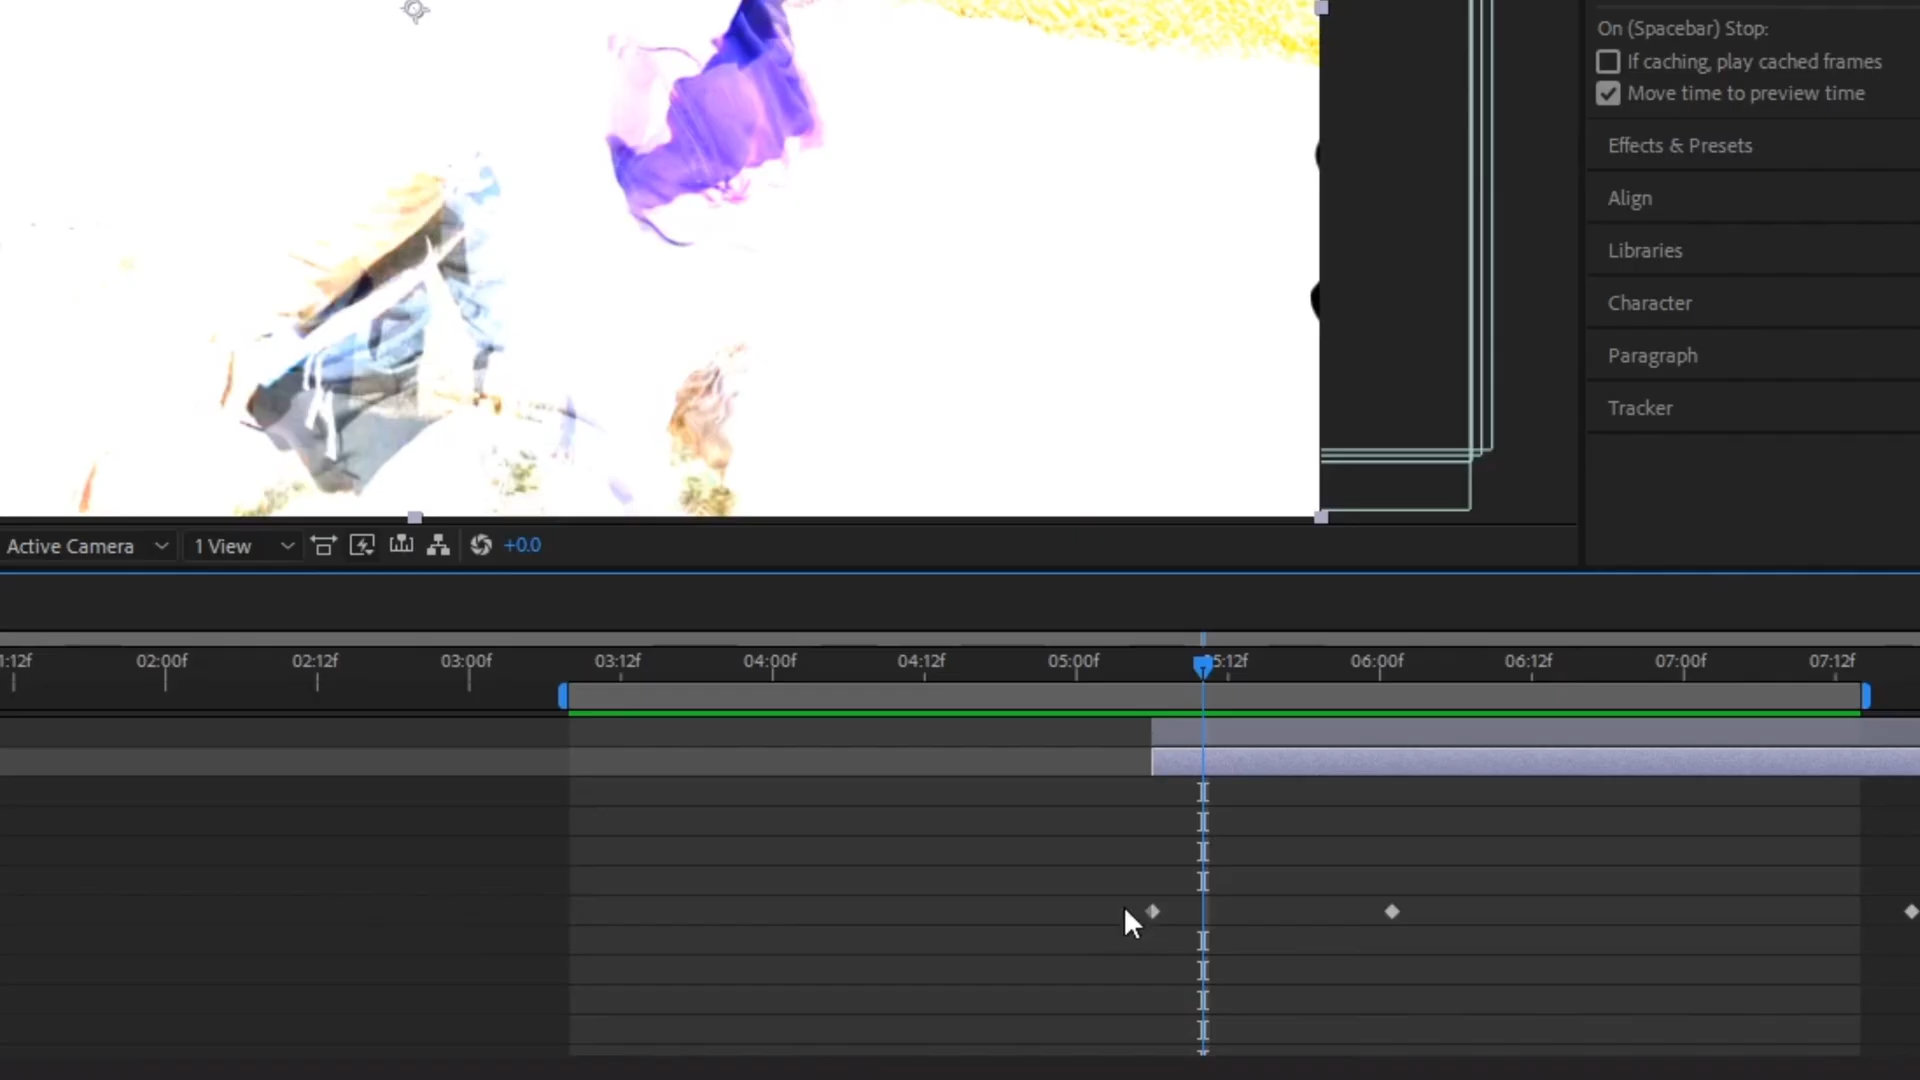 On (Spacebar) Stop:
If caching, play cached frames
Move time to preview time
Effects & Presets
Align
Libraries
Character
Paragraph
Tracker
Active Camera 1 View +0.0
1:12f 02:00f 02:12f 03:00f 03:12f 04:00f 04:12f 05:00f 5:12f 06:00f 06:12f 07:00f 07:12f